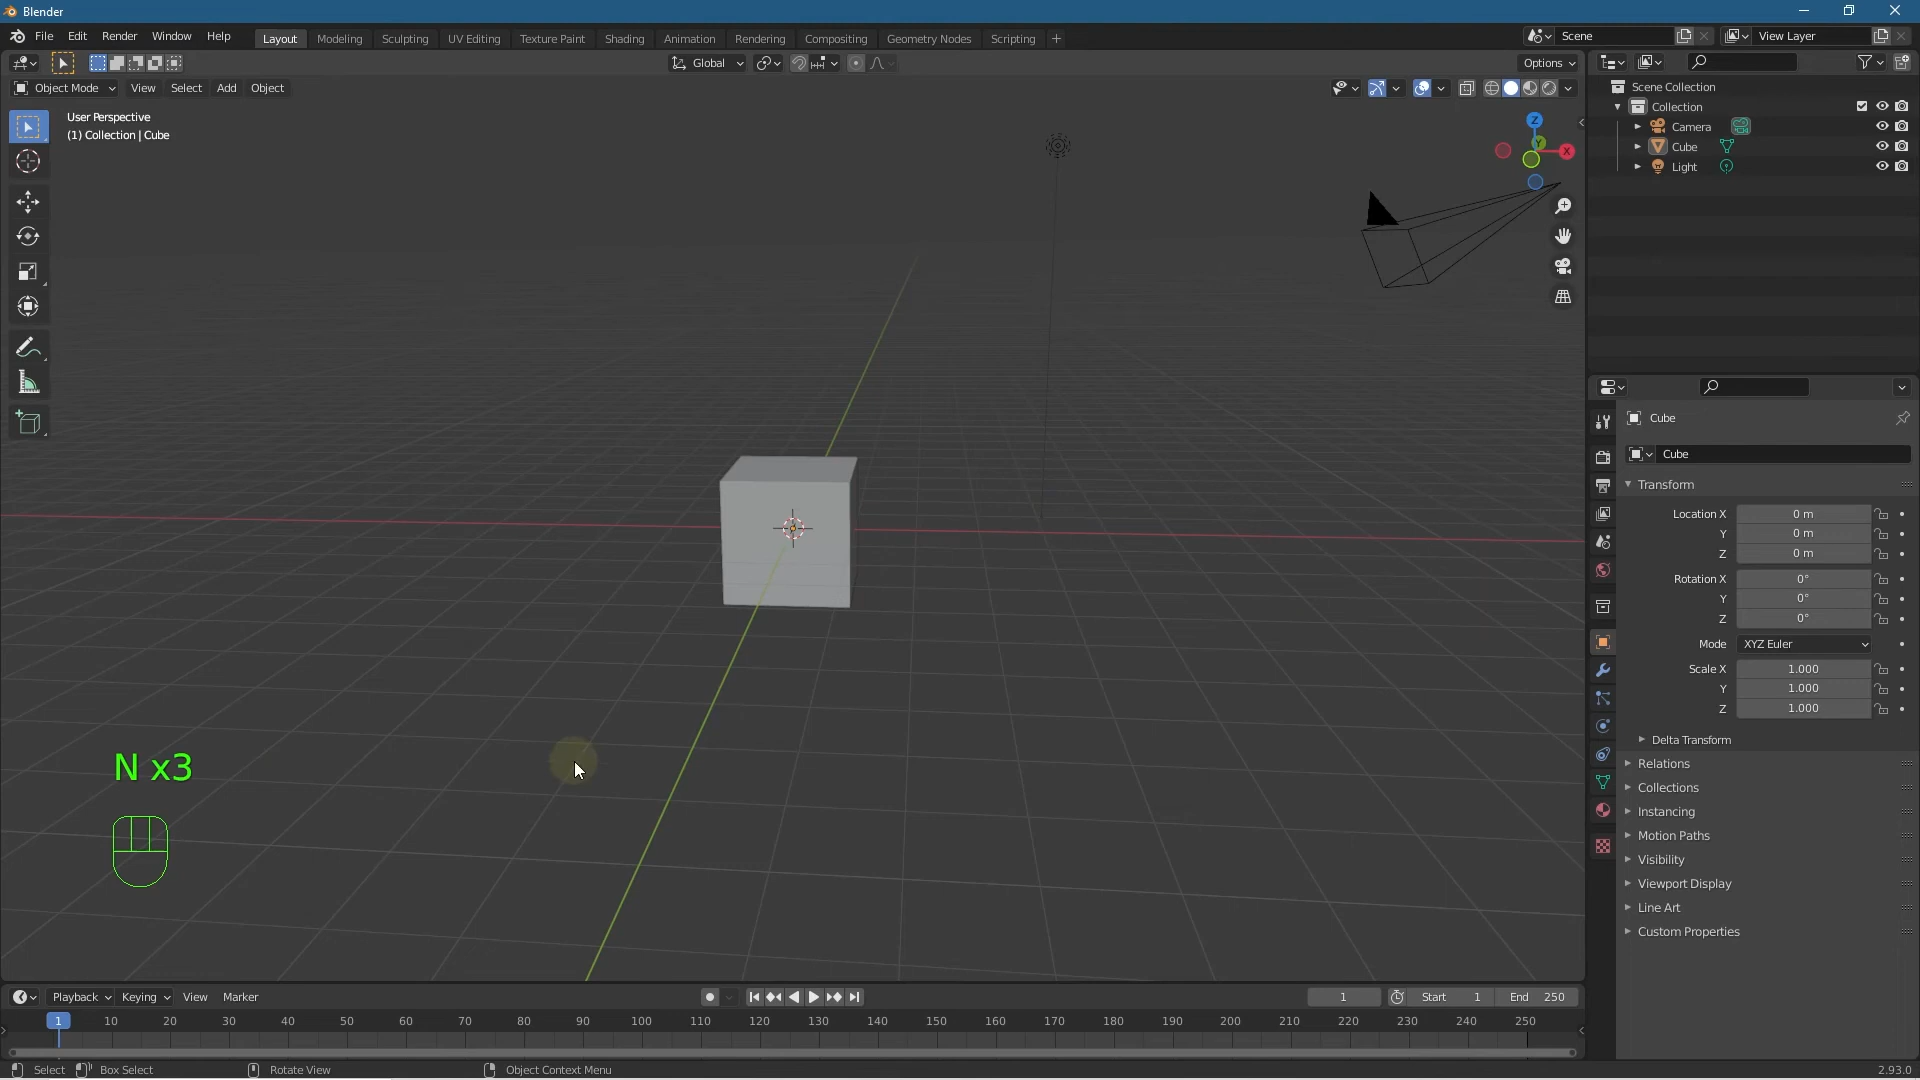 Blender
File Edit Render Window Help Layout Modeling Sculpting UV Editing Texture Paint Shading Animation Rendering Compositing Geometry Nodes Scripting + Scene View Layer
Global Options
Object Mode View Select Add Object
User Perspective
(1) Collection | Cube
Z
Y
X
Scene Collection
Collection
Camera
Cube
Light
Cube
Cube
Transform
Location X 0 m
Y 0 m
Z 0 m
Rotation X 0°
Y 0°
Z 0°
Mode XYZ Euler
Scale X 1.000
Y 1.000
Z 1.000
Delta Transform
Relations
Collections
Instancing
Motion Paths
Visibility
Viewport Display
Line Art
Custom Properties
N x3
Playback Keying View Marker 1 Start 1 End 250
1 10 20 30 40 50 60 70 80 90 100 110 120 130 140 150 160 170 180 190 200 210 220 230 240 250
Select Box Select Rotate View Object Context Menu 2.93.0